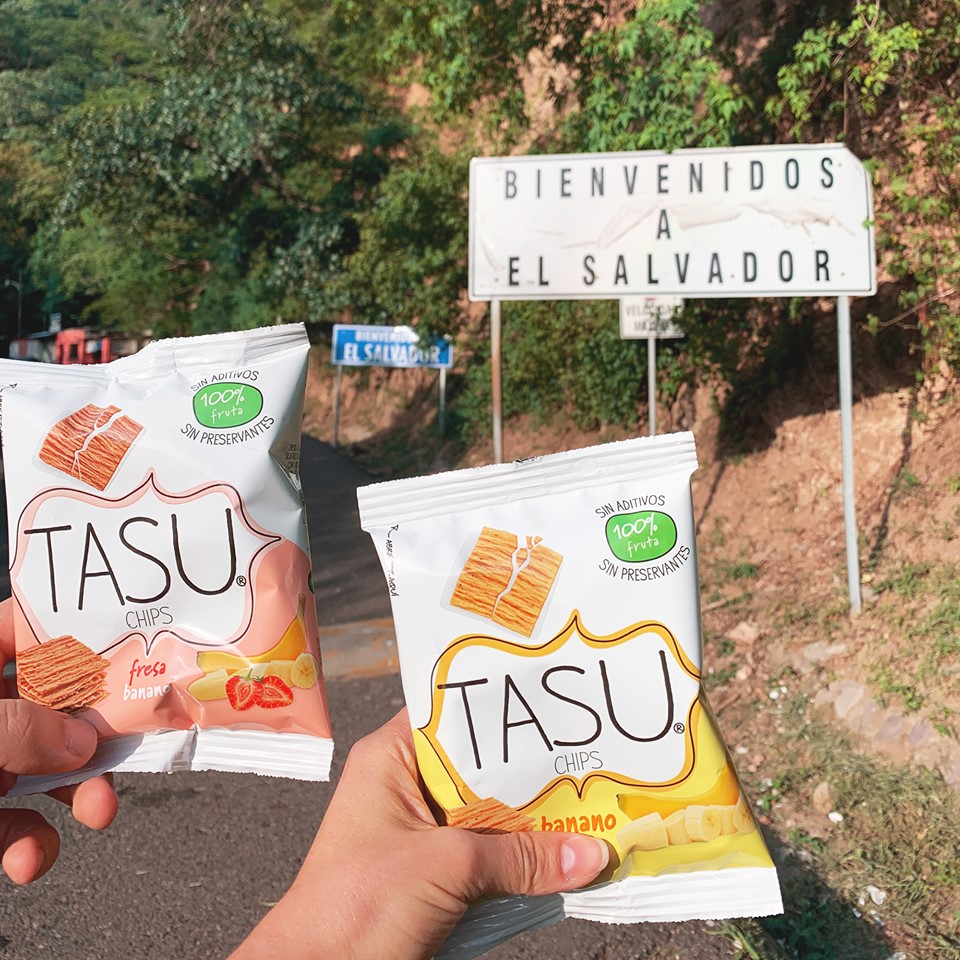 BIENVENIDOS
A
EL SALVADOR
BIENVENIDOS
EL SALVADOR
SIN ADITIVOS
100%
fruta
SIN PRESERVANTES
TASU®
CHIPS
fresa
banano
SIN ADITIVOS
100%
fruta
SIN PRESERVANTES
TASU®
CHIPS
banano